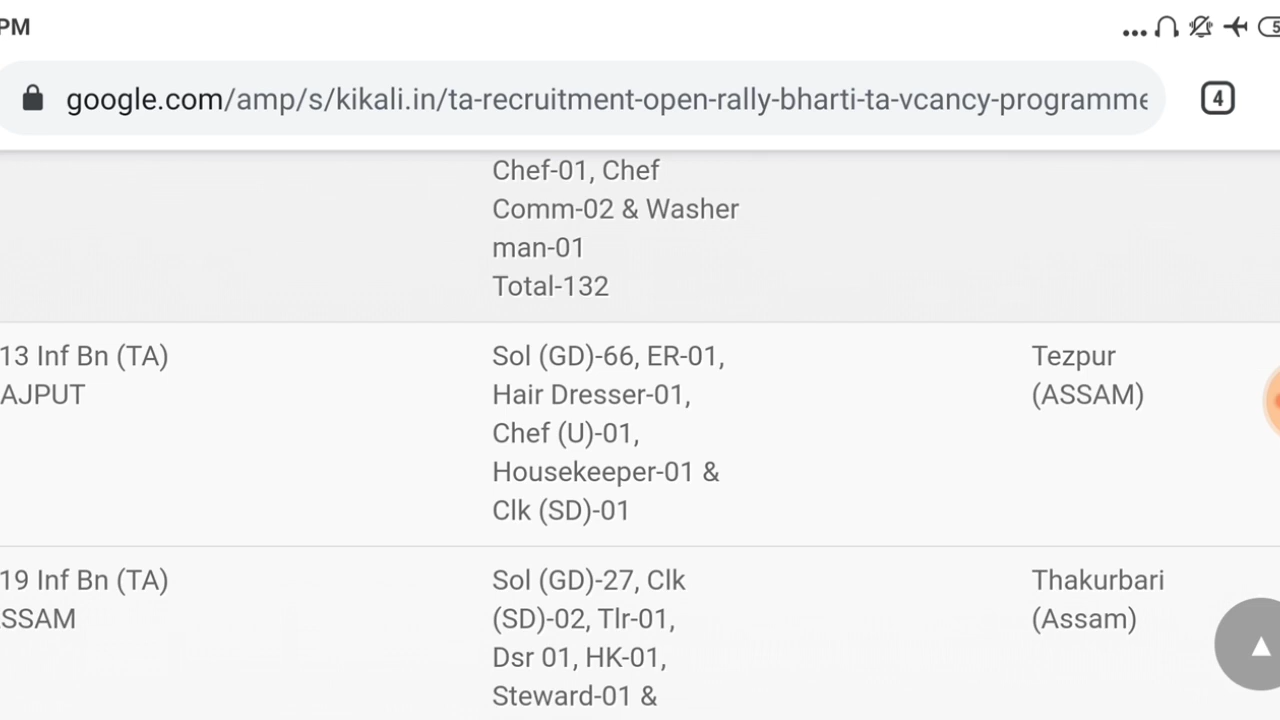 PM
google.com/amp/s/kikali.in/ta-recruitment-open-rally-bharti-ta-vcancy-programme
4
Chef-01, Chef
Comm-02 & Washer
man-01
Total-132
13 Inf Bn (TA)
AJPUT
Sol (GD)-66, ER-01,
Hair Dresser-01,
Chef (U)-01,
Housekeeper-01 &
Clk (SD)-01
Tezpur
(ASSAM)
19 Inf Bn (TA)
SSAM
Sol (GD)-27, Clk
(SD)-02, Tlr-01,
Dsr 01, HK-01,
Steward-01 &
Thakurbari
(Assam)